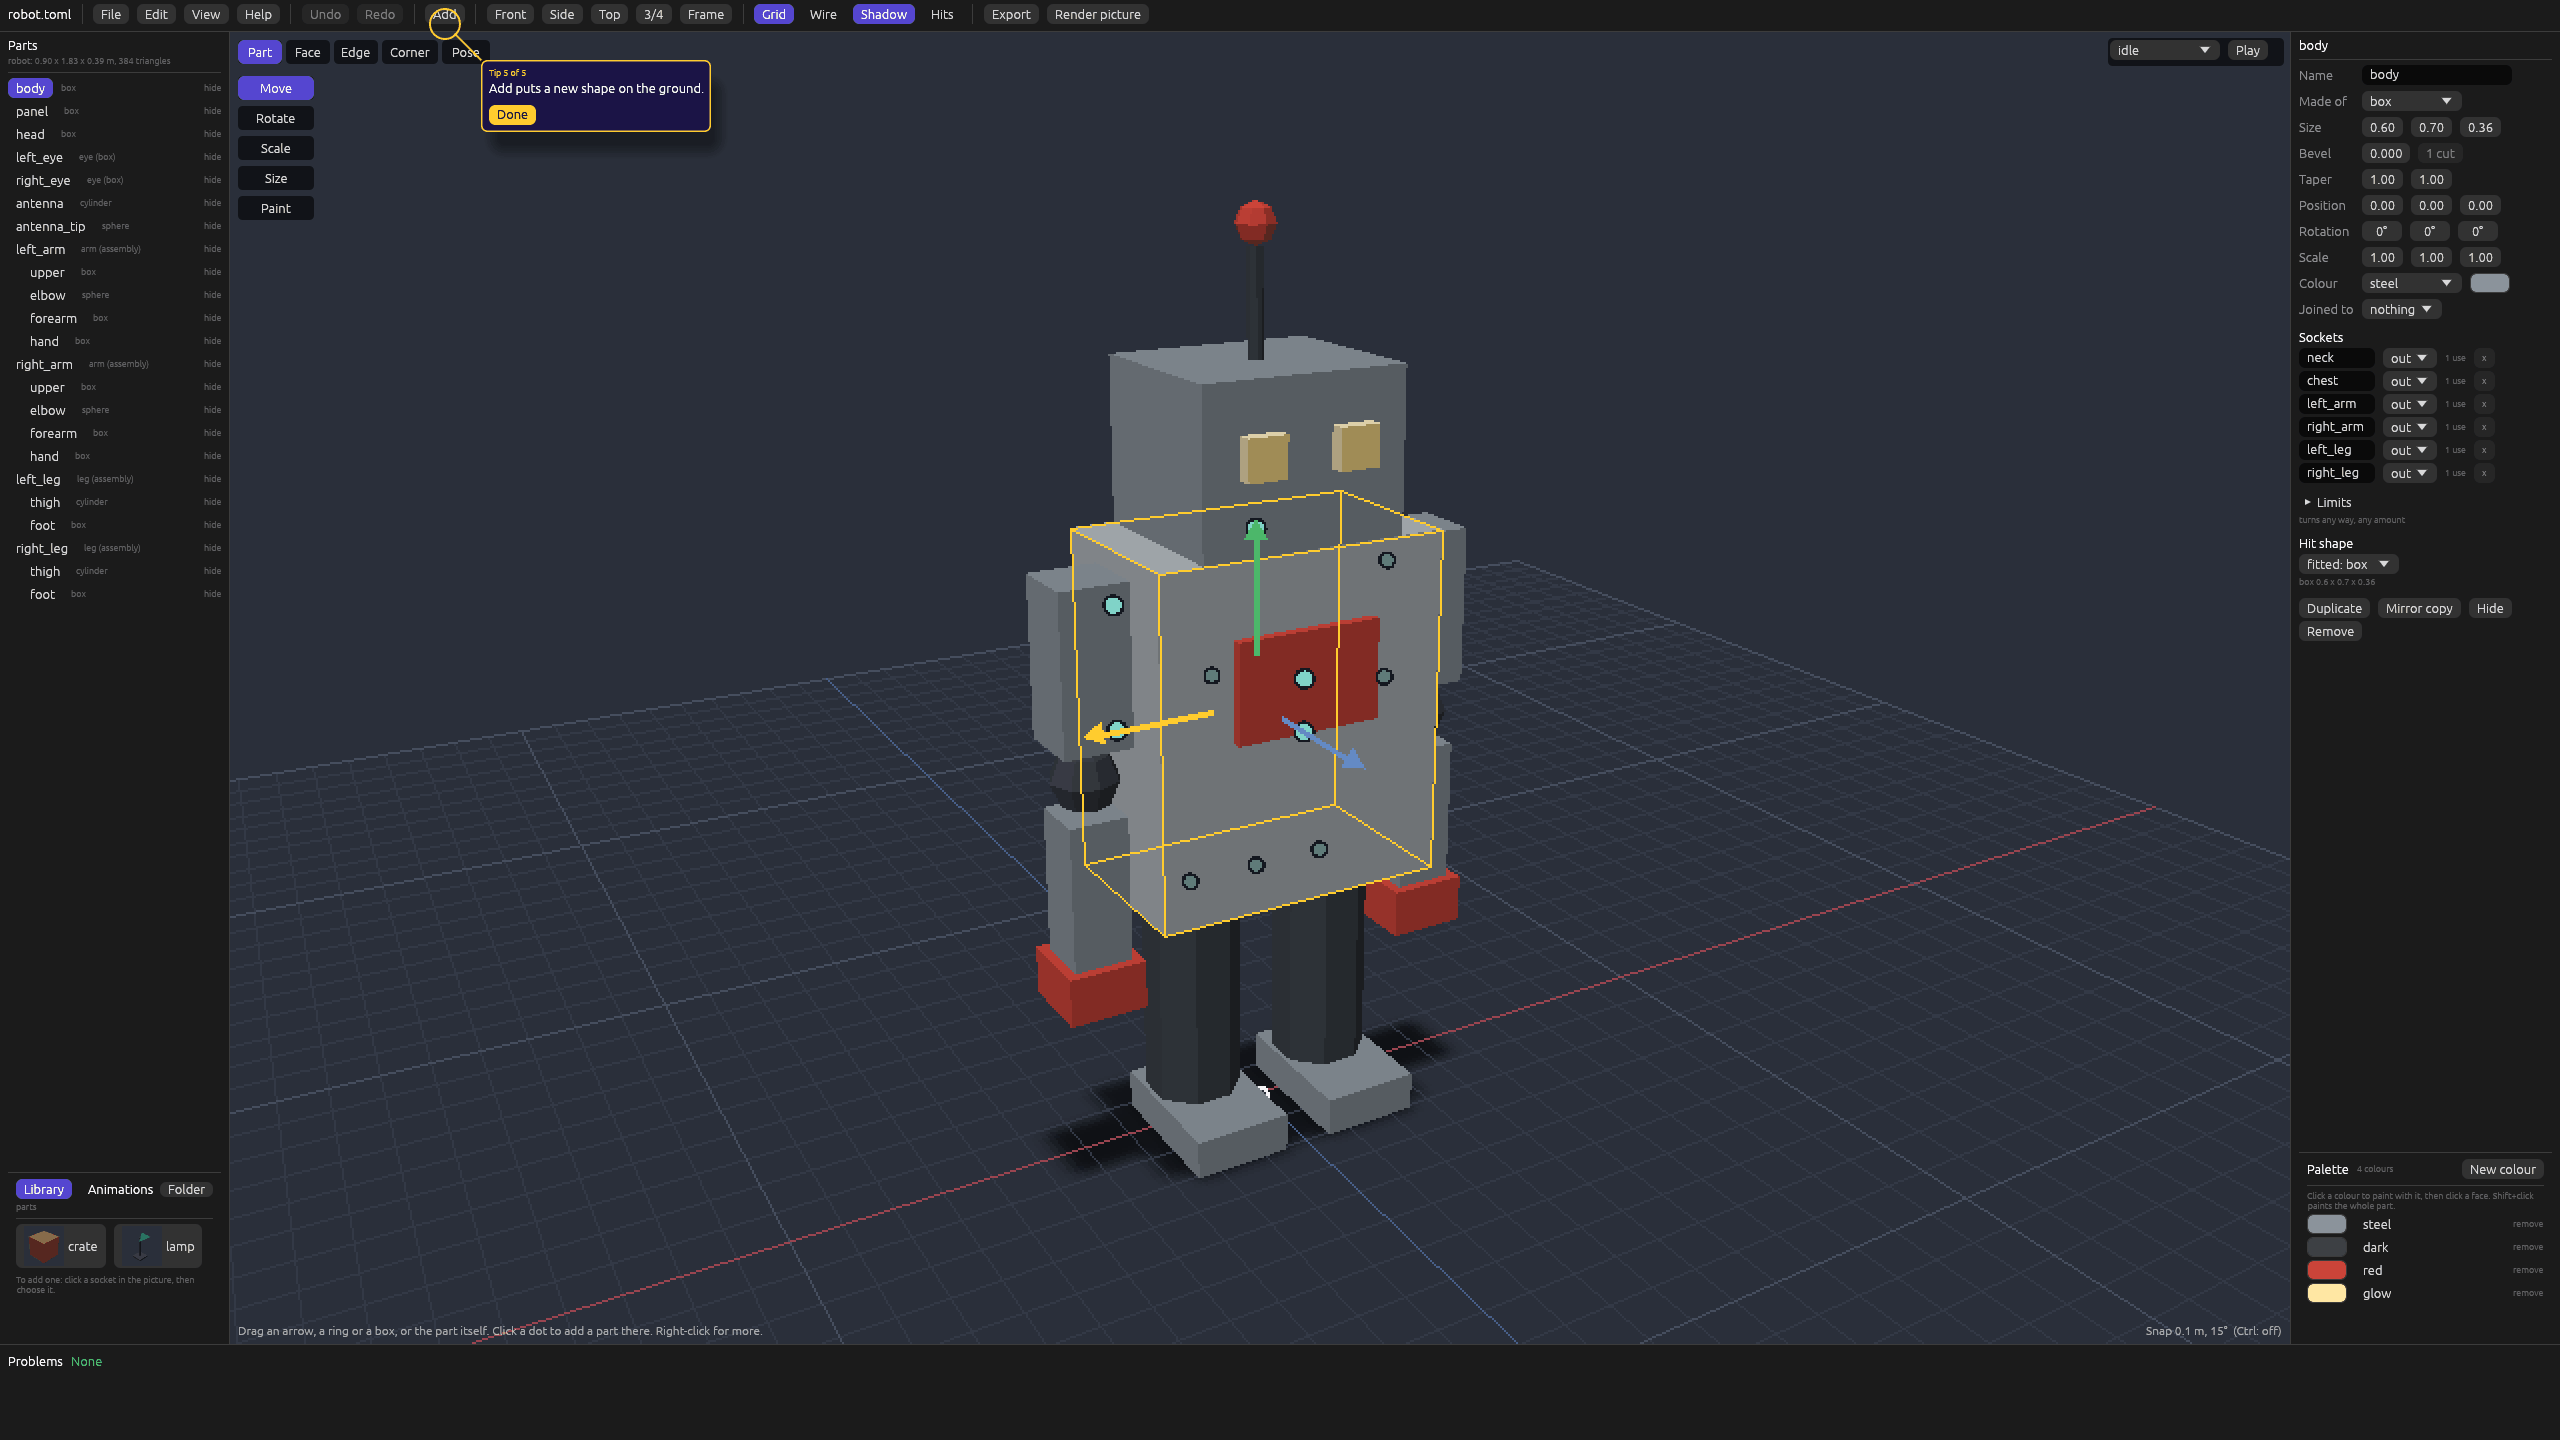 robot.toml File Edit View Help Undo Redo Add Front Side Top 3/4 Frame Grid Wire Shadow Hits Export Render picture
Parts
robot: 0.90 x 1.83 x 0.39 m, 384 triangles
body box hide
panel box hide
head box hide
left_eye eye (box) hide
right_eye eye (box) hide
antenna cylinder hide
antenna_tip sphere hide
left_arm arm (assembly) hide
upper box hide
elbow sphere hide
forearm box hide
hand box hide
right_arm arm (assembly) hide
upper box hide
elbow sphere hide
forearm box hide
hand box hide
left_leg leg (assembly) hide
thigh cylinder hide
foot box hide
right_leg leg (assembly) hide
thigh cylinder hide
foot box hide
Library Animations Folder
parts
crate lamp
To add one: click a socket in the picture, then
choose it.
Part Face Edge Corner Pose
Move
Rotate
Scale
Size
Paint
Tip 5 of 5
Add puts a new shape on the ground.
Done
idle Play
Drag an arrow, a ring or a box, or the part itself. Click a dot to add a part there. Right-click for more.
Snap 0.1 m, 15° (Ctrl: off)
body
Name body
Made of box
Size 0.60 0.70 0.36
Bevel 0.000 1 cut
Taper 1.00 1.00
Position 0.00 0.00 0.00
Rotation 0° 0° 0°
Scale 1.00 1.00 1.00
Colour steel
Joined to nothing
Sockets
neck out 1 use x
chest out 1 use x
left_arm out 1 use x
right_arm out 1 use x
left_leg out 1 use x
right_leg out 1 use x
Limits
turns any way, any amount
Hit shape
fitted: box
box 0.6 x 0.7 x 0.36
Duplicate Mirror copy Hide
Remove
Palette 4 colours New colour
Click a colour to paint with it, then click a face. Shift+click
paints the whole part.
steel remove
dark remove
red remove
glow remove
Problems None